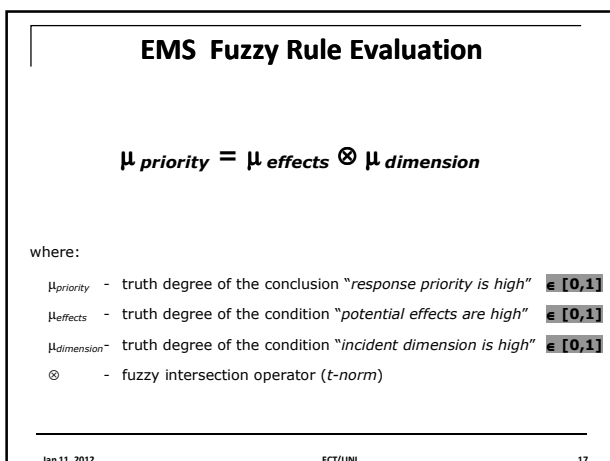 EMS Fuzzy Rule Evaluation
μ priority = μ effects ⊗ μ dimension
where:
μpriority - truth degree of the conclusion “response priority is high” ϵ [0,1]
μeffects - truth degree of the condition “potential effects are high” ϵ [0,1]
μdimension- truth degree of the condition “incident dimension is high” ϵ [0,1]
⊗ - fuzzy intersection operator (t-norm)
Jan 11, 2012 FCT/UNL 17